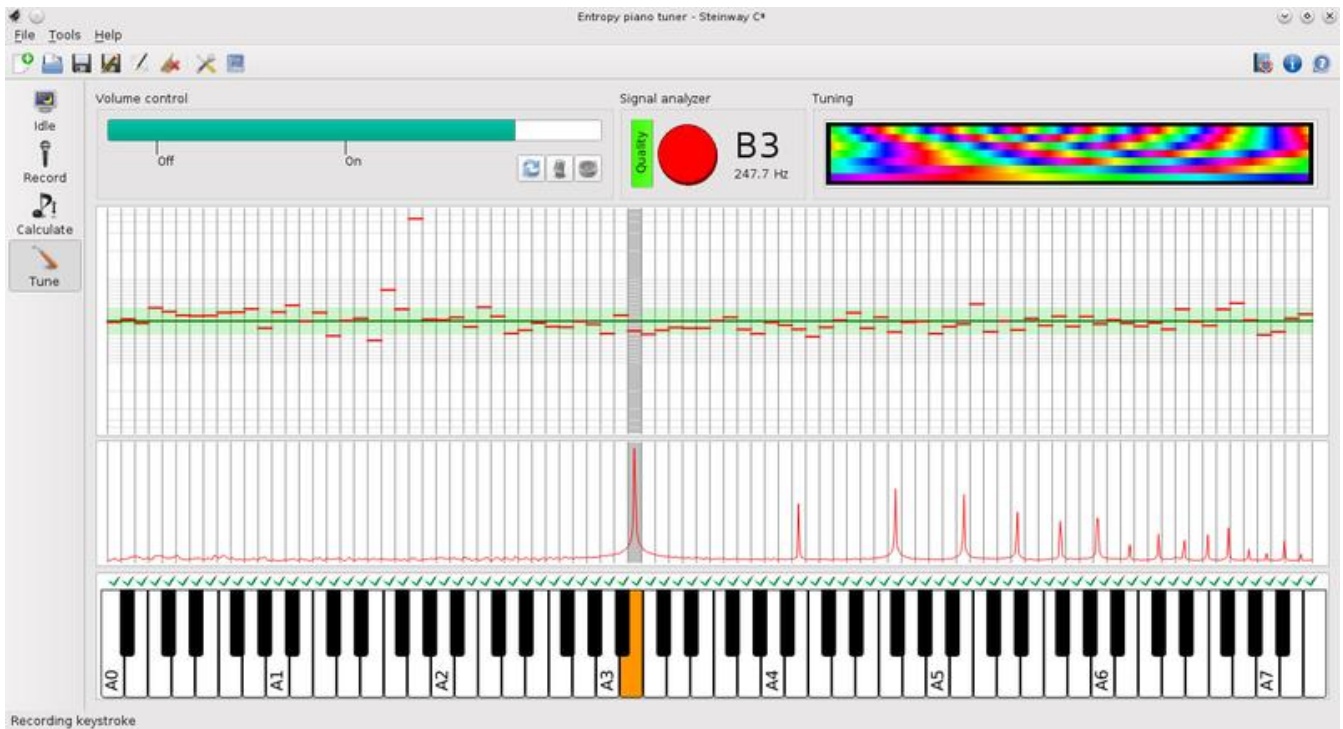 Entropy piano tuner - Steinway C*
File Tools Help
Idle
Record
Calculate
Tune
Volume control
Off On
Signal analyzer
Quality
B3
247.7 Hz
Tuning
A0 A1 A2 A3 A4 A5 A6 A7
Recording keystroke